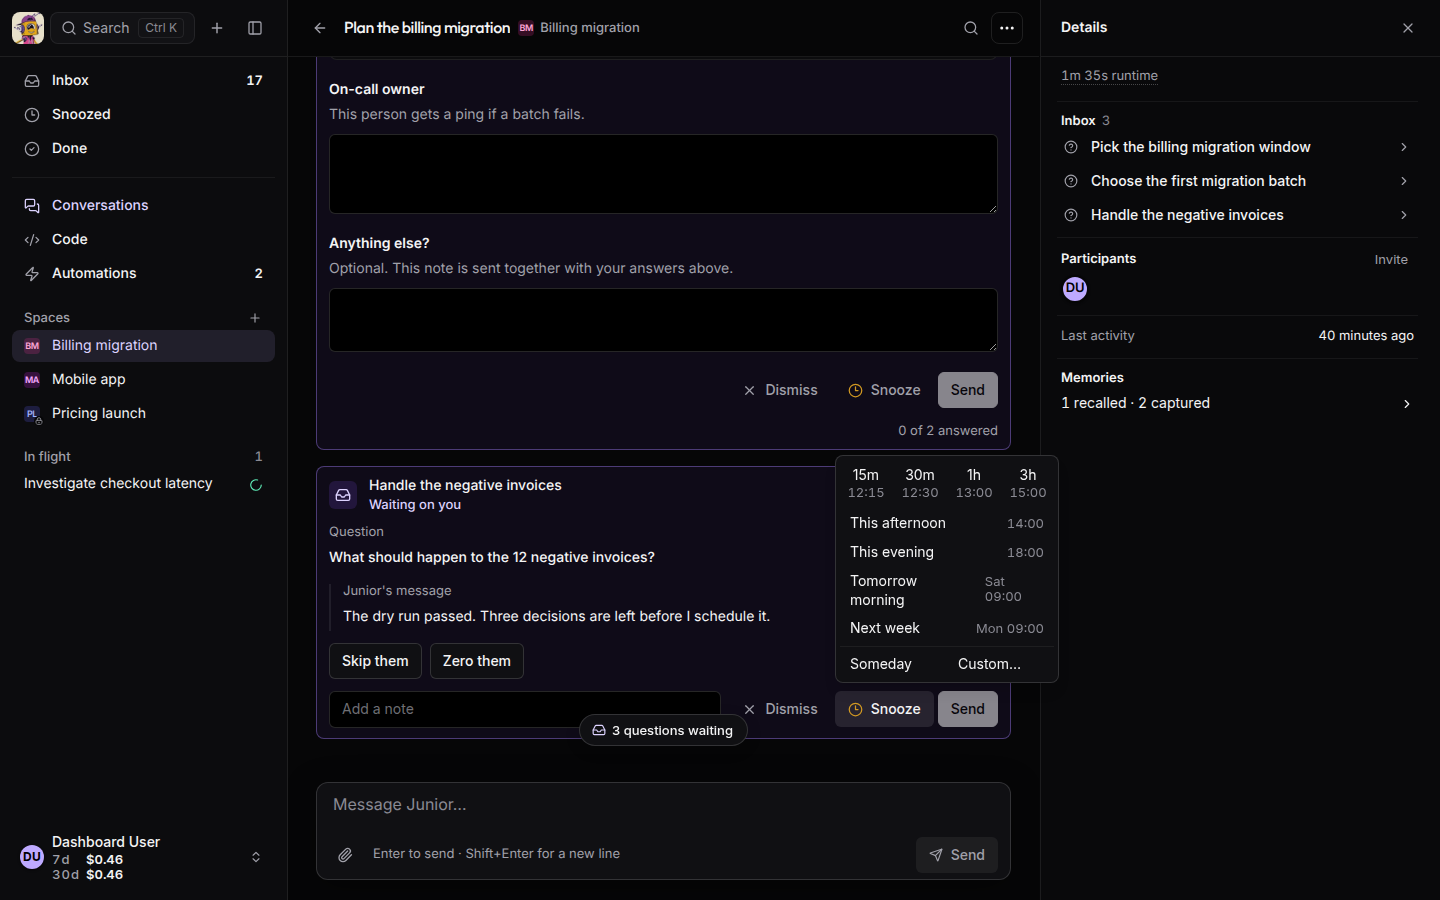 Search Ctrl K
Inbox 17
Snoozed
Done
Conversations
Code
Automations 2
Spaces
BM Billing migration
MA Mobile app
PL Pricing launch
In flight 1
Investigate checkout latency
DU Dashboard User
7d $0.46
30d $0.46
Plan the billing migration BM Billing migration
On-call owner
This person gets a ping if a batch fails.
Anything else?
Optional. This note is sent together with your answers above.
Dismiss Snooze Send
0 of 2 answered
Handle the negative invoices
Waiting on you
Question
What should happen to the 12 negative invoices?
Junior's message
The dry run passed. Three decisions are left before I schedule it.
Skip them Zero them
Add a note Dismiss Snooze Send
3 questions waiting
15m 30m 1h 3h
12:15 12:30 13:00 15:00
This afternoon 14:00
This evening 18:00
Tomorrow morning Sat 09:00
Next week Mon 09:00
Someday Custom...
Message Junior...
Enter to send · Shift+Enter for a new line Send
Details
1m 35s runtime
Inbox 3
Pick the billing migration window
Choose the first migration batch
Handle the negative invoices
Participants Invite
DU
Last activity 40 minutes ago
Memories
1 recalled · 2 captured